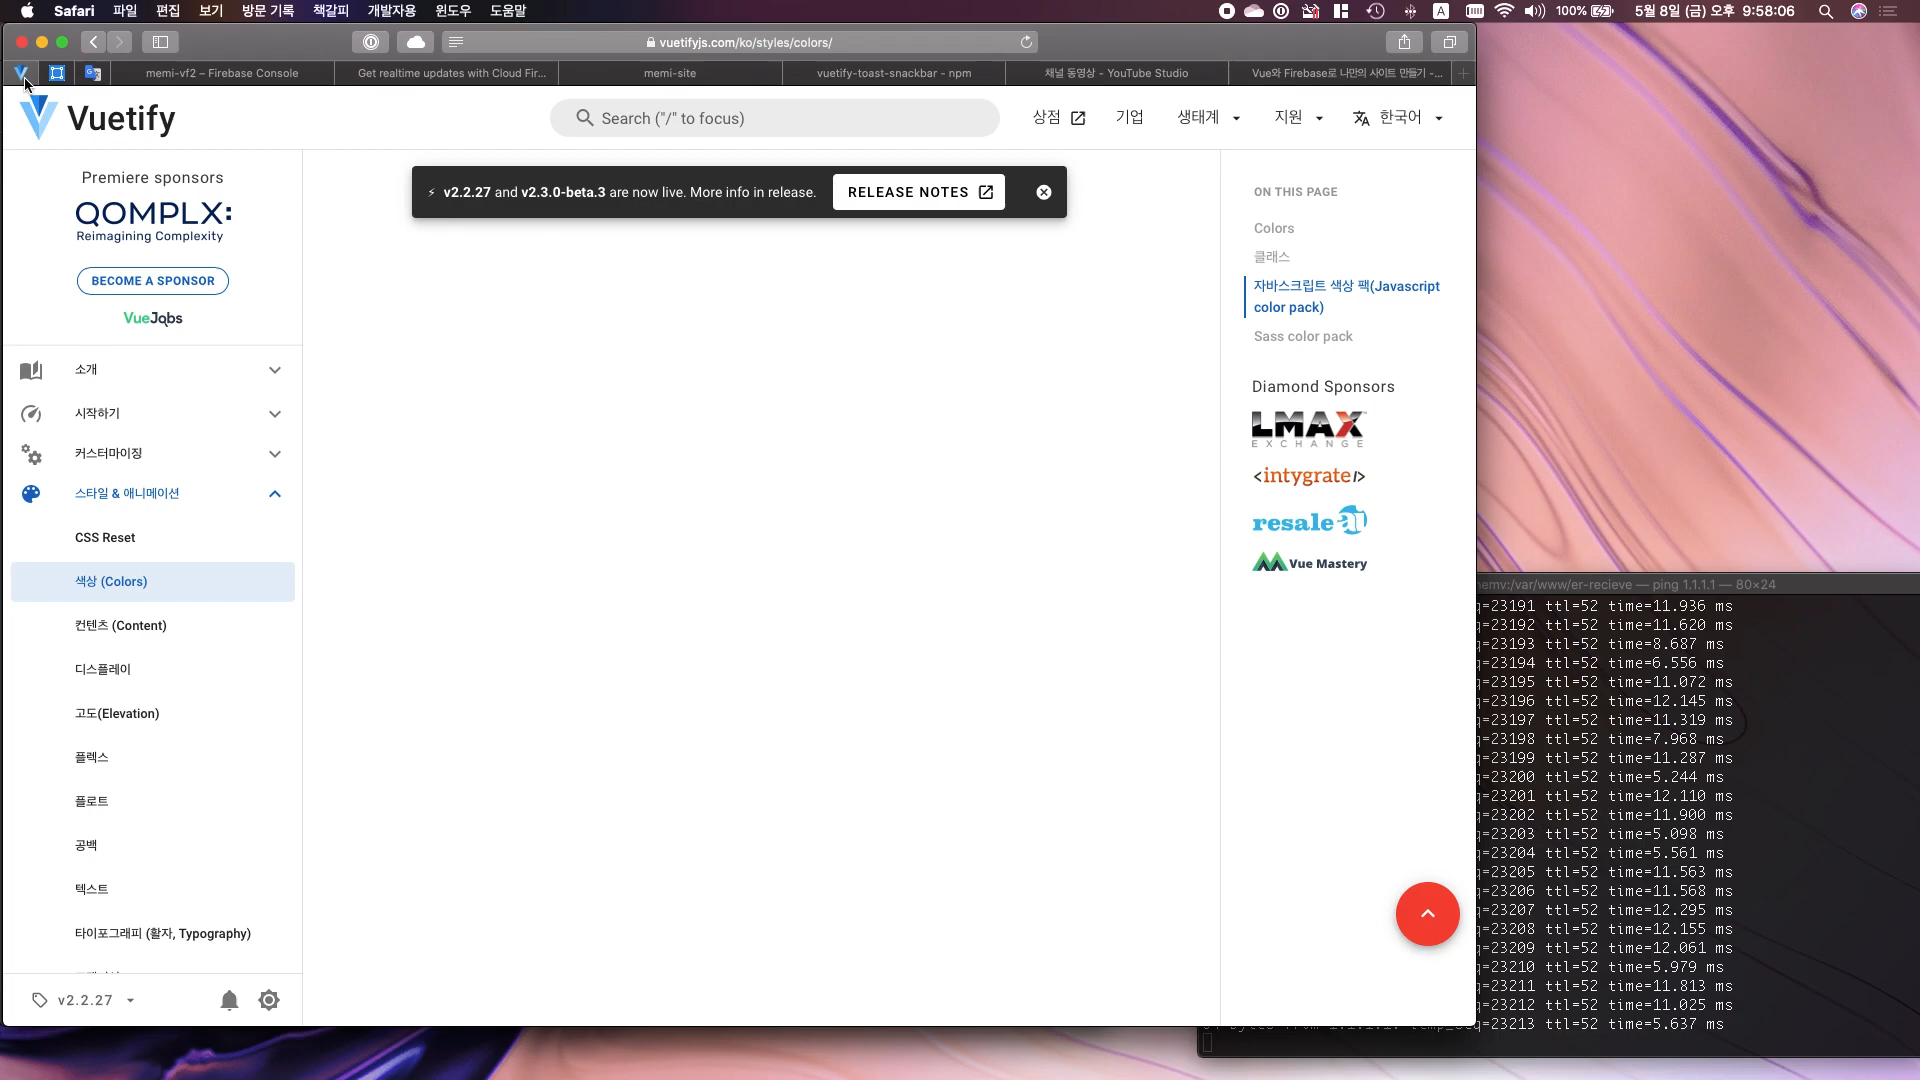 Safari 파일 편집 보기 방문 기록 책갈피 개발자용 윈도우 도움말
100% 5월 8일 (금) 오후 9:58:06
vuetifyjs.com/ko/styles/colors/
memi-vf2 – Firebase Console
Get realtime updates with Cloud Fir...
memi-site
vuetify-toast-snackbar - npm
채널 동영상 - YouTube Studio
Vue와 Firebase로 나만의 사이트 만들기 -...
Vuetify
Search ("/" to focus)
상점 기업 생태계 지원 한국어
Premiere sponsors
QOMPLX:
Reimagining Complexity
BECOME A SPONSOR
VueJobs
소개
시작하기
커스터마이징
스타일 & 애니메이션
CSS Reset
색상 (Colors)
컨텐츠 (Content)
디스플레이
고도(Elevation)
플렉스
플로트
공백
텍스트
타이포그래피 (활자, Typography)
v2.2.27
v2.2.27 and v2.3.0-beta.3 are now live. More info in release.
RELEASE NOTES
ON THIS PAGE
Colors
클래스
자바스크립트 색상 팩(Javascript
color pack)
Sass color pack
Diamond Sponsors
LMAX
EXCHANGE
<intygrate/>
resale
Vue Mastery
emv:/var/www/er-recieve — ping 1.1.1.1 — 80×24
=23191 ttl=52 time=11.936 ms
=23192 ttl=52 time=11.620 ms
=23193 ttl=52 time=8.687 ms
=23194 ttl=52 time=6.556 ms
=23195 ttl=52 time=11.072 ms
=23196 ttl=52 time=12.145 ms
=23197 ttl=52 time=11.319 ms
=23198 ttl=52 time=7.968 ms
=23199 ttl=52 time=11.287 ms
=23200 ttl=52 time=5.244 ms
=23201 ttl=52 time=12.110 ms
=23202 ttl=52 time=11.900 ms
=23203 ttl=52 time=5.098 ms
=23204 ttl=52 time=5.561 ms
=23205 ttl=52 time=11.563 ms
=23206 ttl=52 time=11.568 ms
=23207 ttl=52 time=12.295 ms
=23208 ttl=52 time=12.155 ms
=23209 ttl=52 time=12.061 ms
=23210 ttl=52 time=5.979 ms
=23211 ttl=52 time=11.813 ms
=23212 ttl=52 time=11.025 ms
=23213 ttl=52 time=5.637 ms